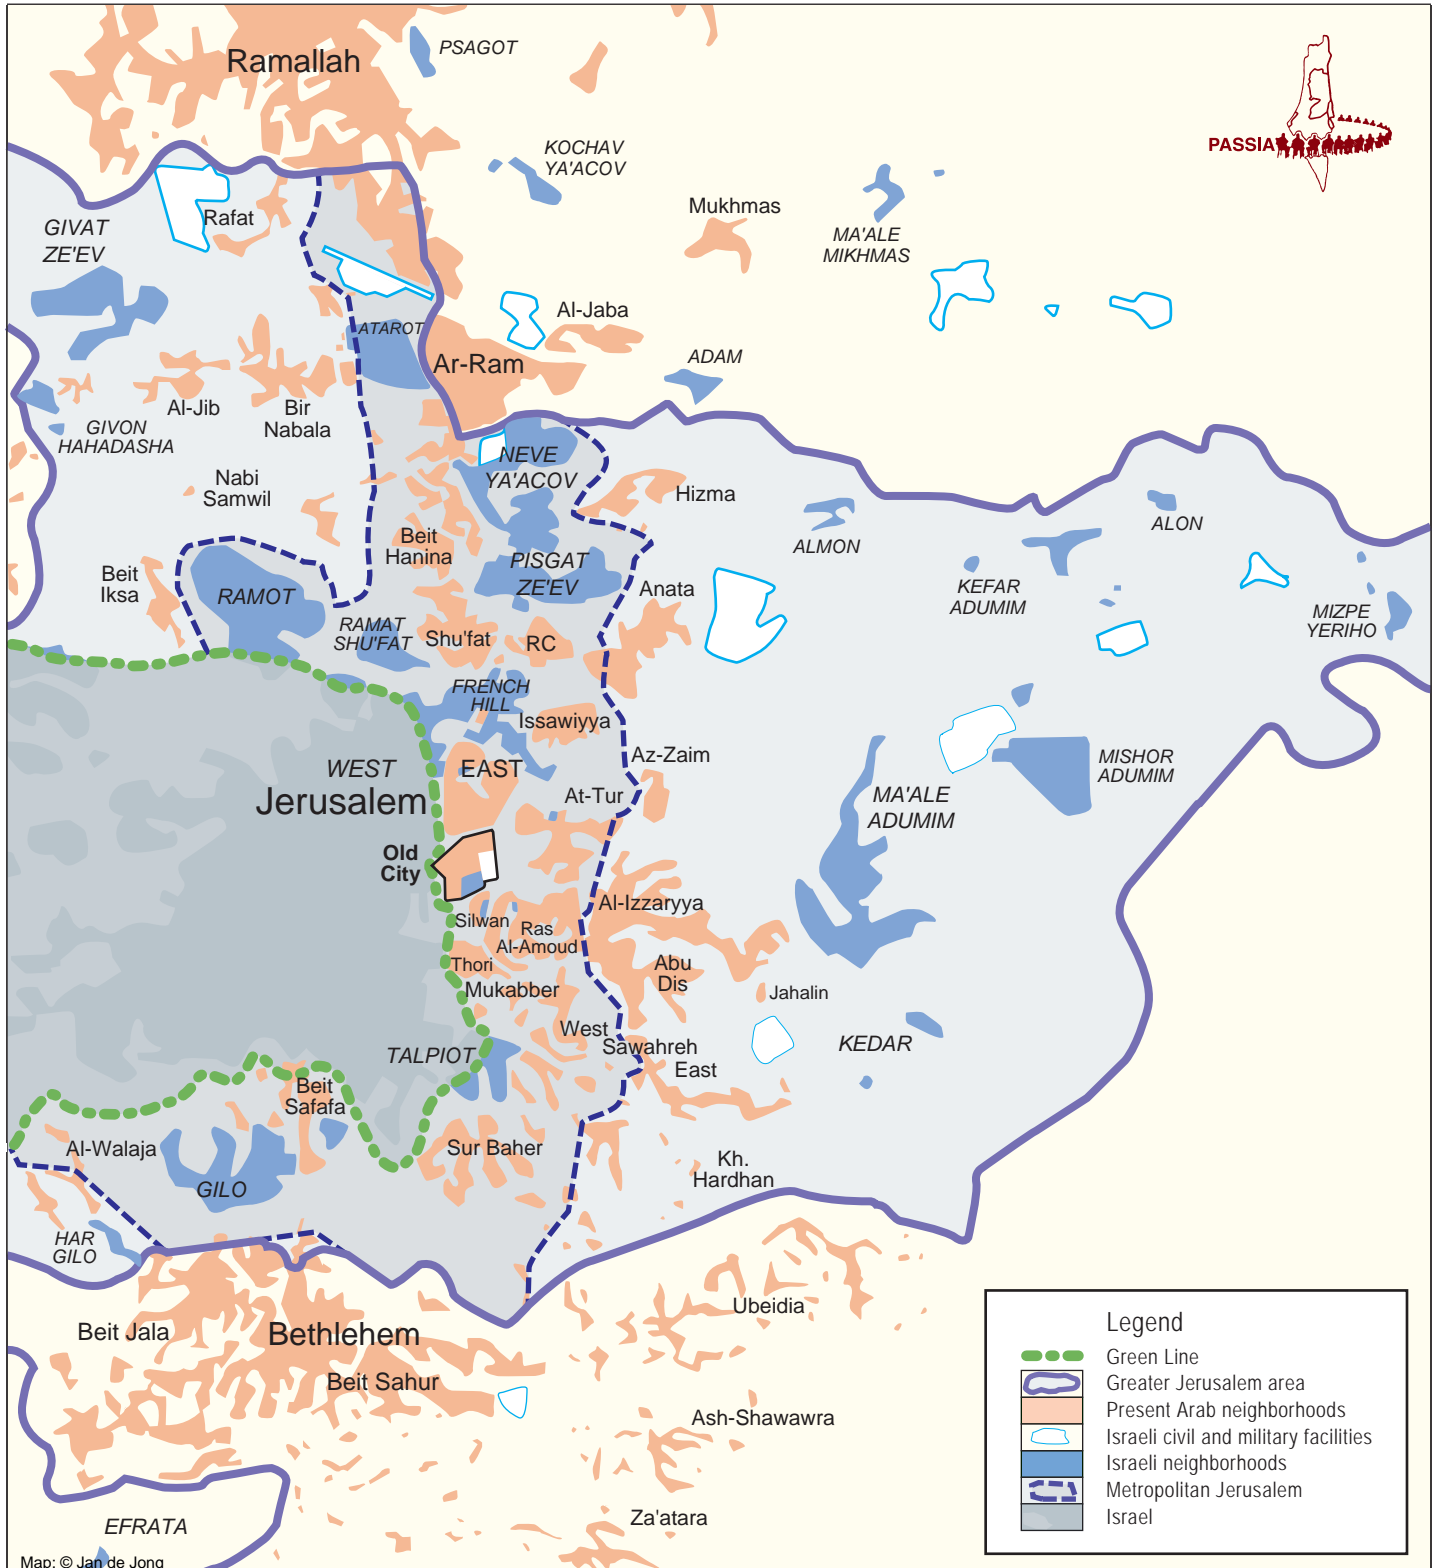 Ramallah
PSAGOT
KOCHAV
YA'ACOV
PASSIA
Mukhmas
MA'ALE
MIKHMAS
GIVAT
ZE'EV
Rafat
Al-Jaba
ATAROT
Ar-Ram
ADAM
Al-Jib
Bir
Nabala
GIVON
HAHADASHA
NEVE
YA'ACOV
Nabi
Samwil
Hizma
ALMON
ALON
Beit
Hanina
PISGAT
ZE'EV
Beit
Iksa
RAMOT
Anata
KEFAR
ADUMIM
MIZPE
YERIHO
RAMAT
SHU'FAT
Shu'fat
RC
FRENCH
HILL
Issawiyya
WEST
Jerusalem
EAST
Az-Zaim
At-Tur
MISHOR
ADUMIM
MA'ALE
ADUMIM
Old
City
Al-Izzaryya
Silwan
Ras
Al-Amoud
Thori
Abu
Dis
Mukabber
Jahalin
West
Sawahreh
East
KEDAR
TALPIOT
Beit
Safafa
Al-Walaja
Sur Baher
GILO
Kh.
Hardhan
HAR
GILO
Ubeidia
Beit Jala
Bethlehem
Beit Sahur
Ash-Shawawra
Za'atara
EFRATA
Map: © Jan de Jong
Legend
Green Line
Greater Jerusalem area
Present Arab neighborhoods
Israeli civil and military facilities
Israeli neighborhoods
Metropolitan Jerusalem
Israel